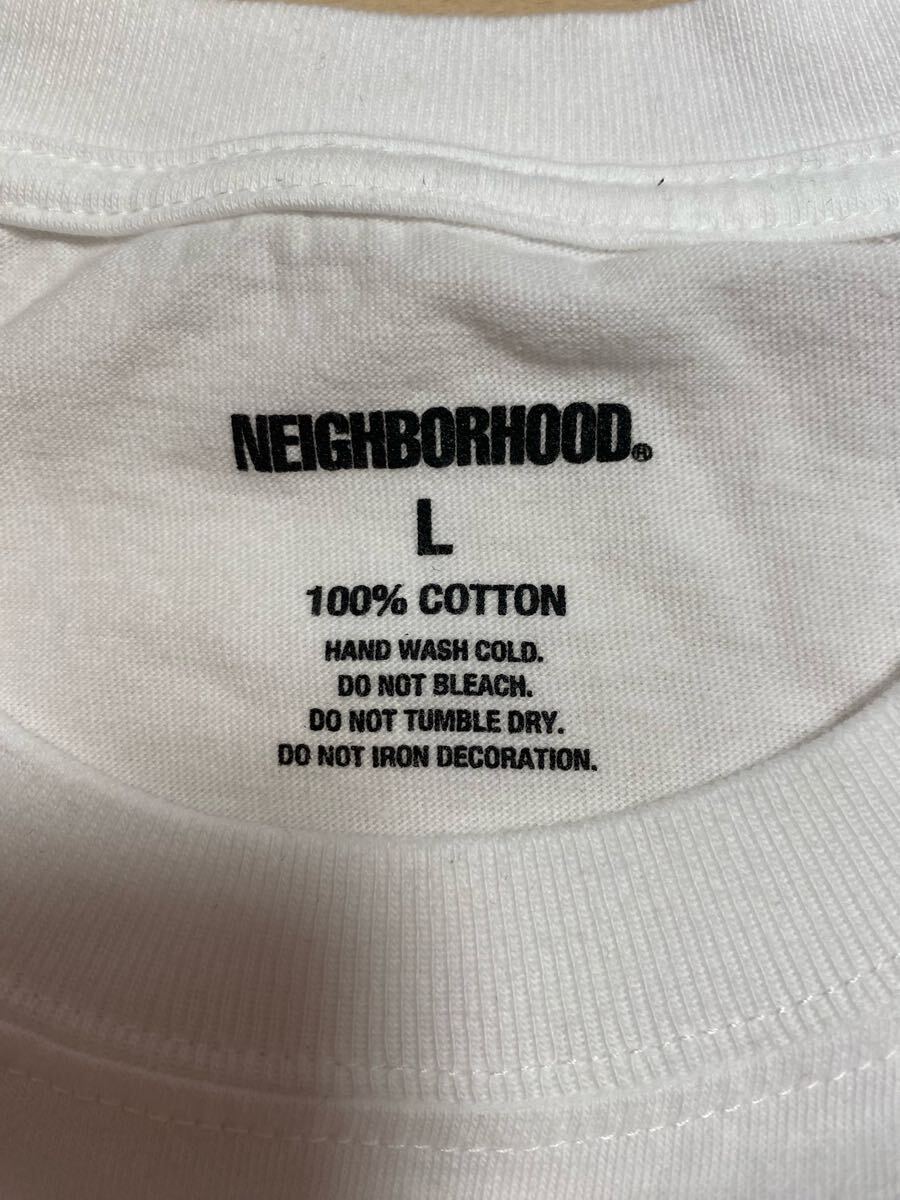 NEIGHBORHOOD®
L
100% COTTON
HAND WASH COLD.
DO NOT BLEACH.
DO NOT TUMBLE DRY.
DO NOT IRON DECORATION.